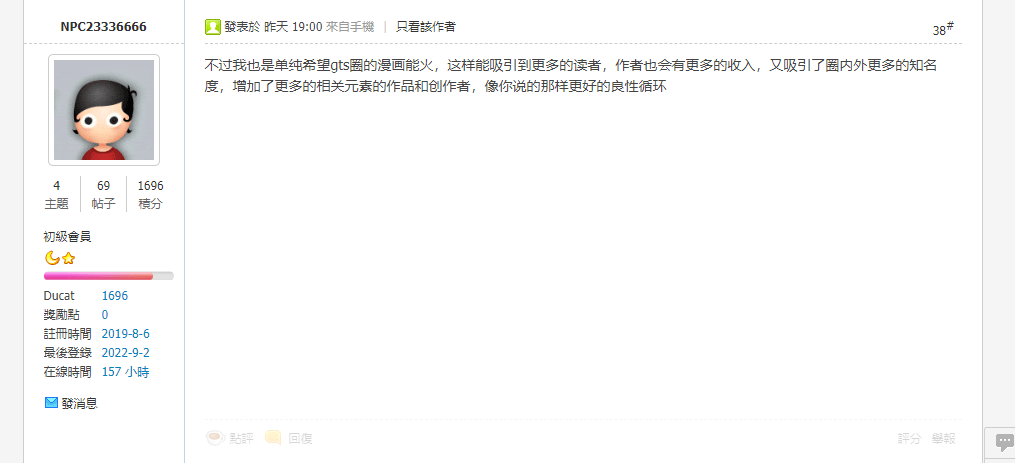 NPC23336666
發表於 昨天 19:00 來自手機 | 只看該作者
38#
不过我也是单纯希望gts圈的漫画能火，这样能吸引到更多的读者，作者也会有更多的收入，又吸引了圈内外更多的知名
度，增加了更多的相关元素的作品和创作者，像你说的那样更好的良性循环
4 69 1696
主題 帖子 積分
初級會員
Ducat 1696
獎勵點 0
註冊時間 2019-8-6
最後登錄 2022-9-2
在線時間 157 小時
發消息
點評 回復 評分 舉報